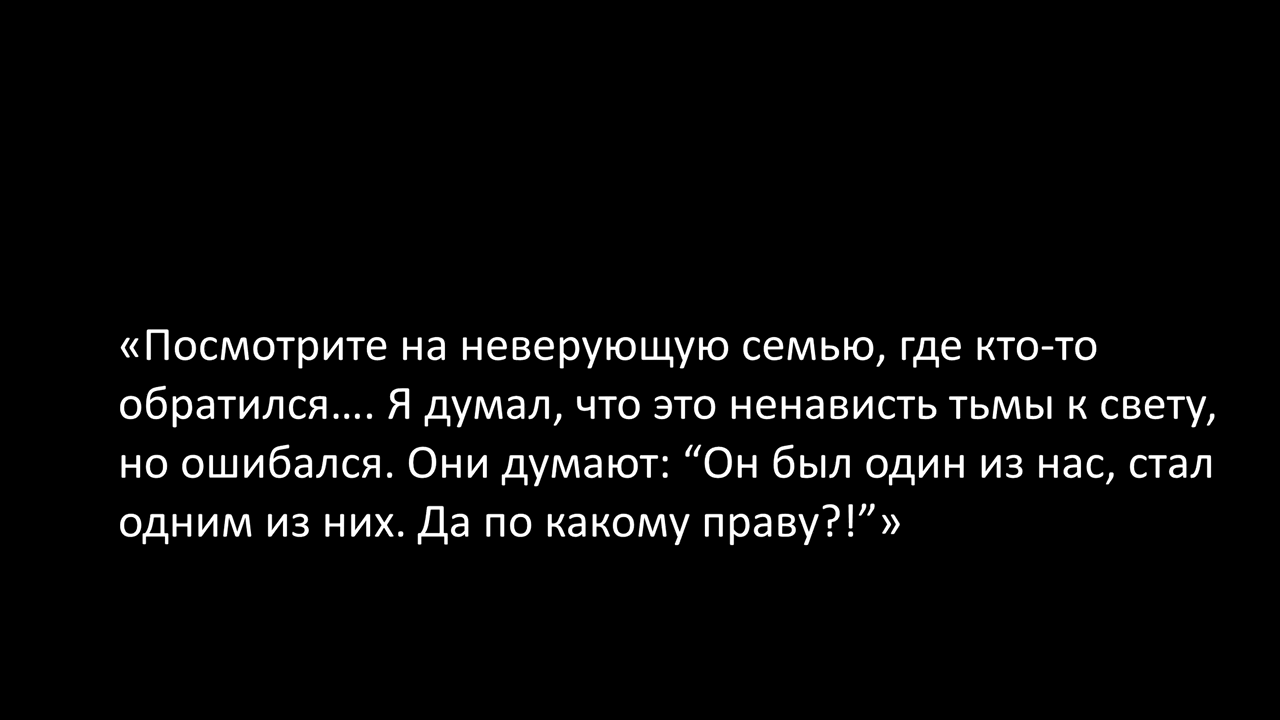 «Посмотрите на неверующую семью, где кто-то
обратился…. Я думал, что это ненависть тьмы к свету,
но ошибался. Они думают: “Он был один из нас, стал
одним из них. Да по какому праву?!”»